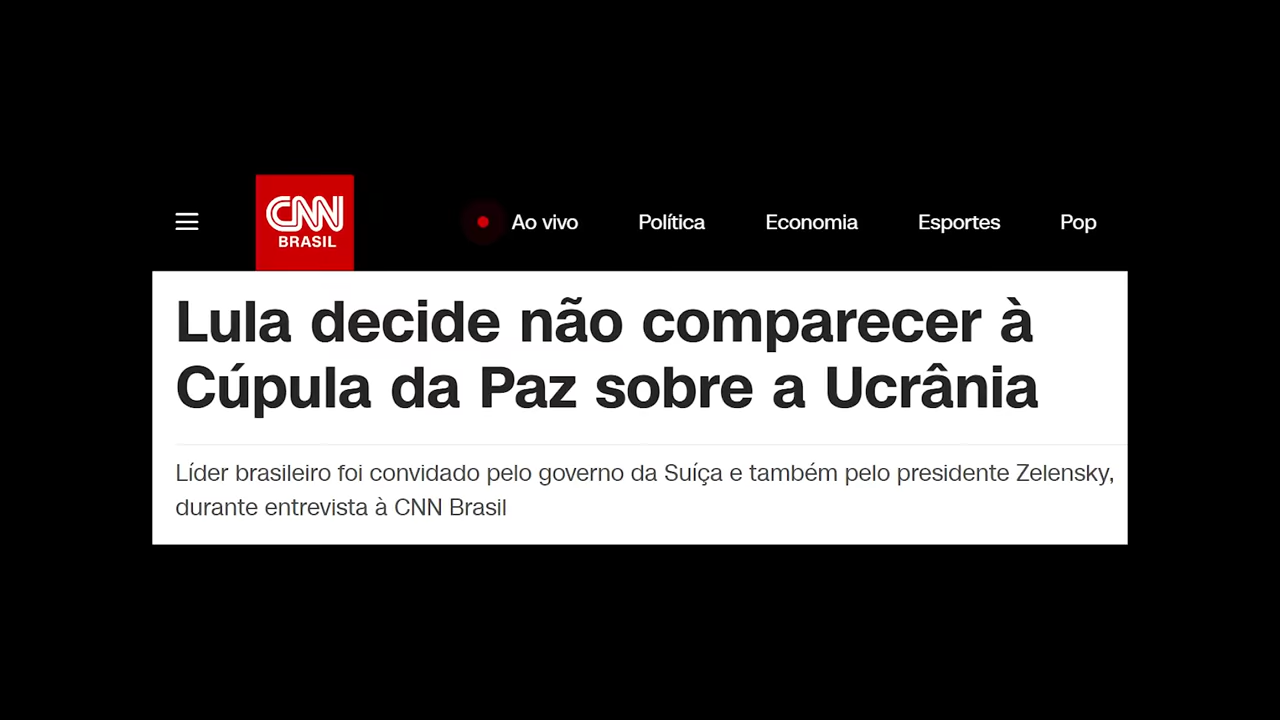 CNN
BRASIL
Ao vivo Política Economia Esportes Pop
Lula decide não comparecer à
Cúpula da Paz sobre a Ucrânia
Líder brasileiro foi convidado pelo governo da Suíça e também pelo presidente Zelensky,
durante entrevista à CNN Brasil